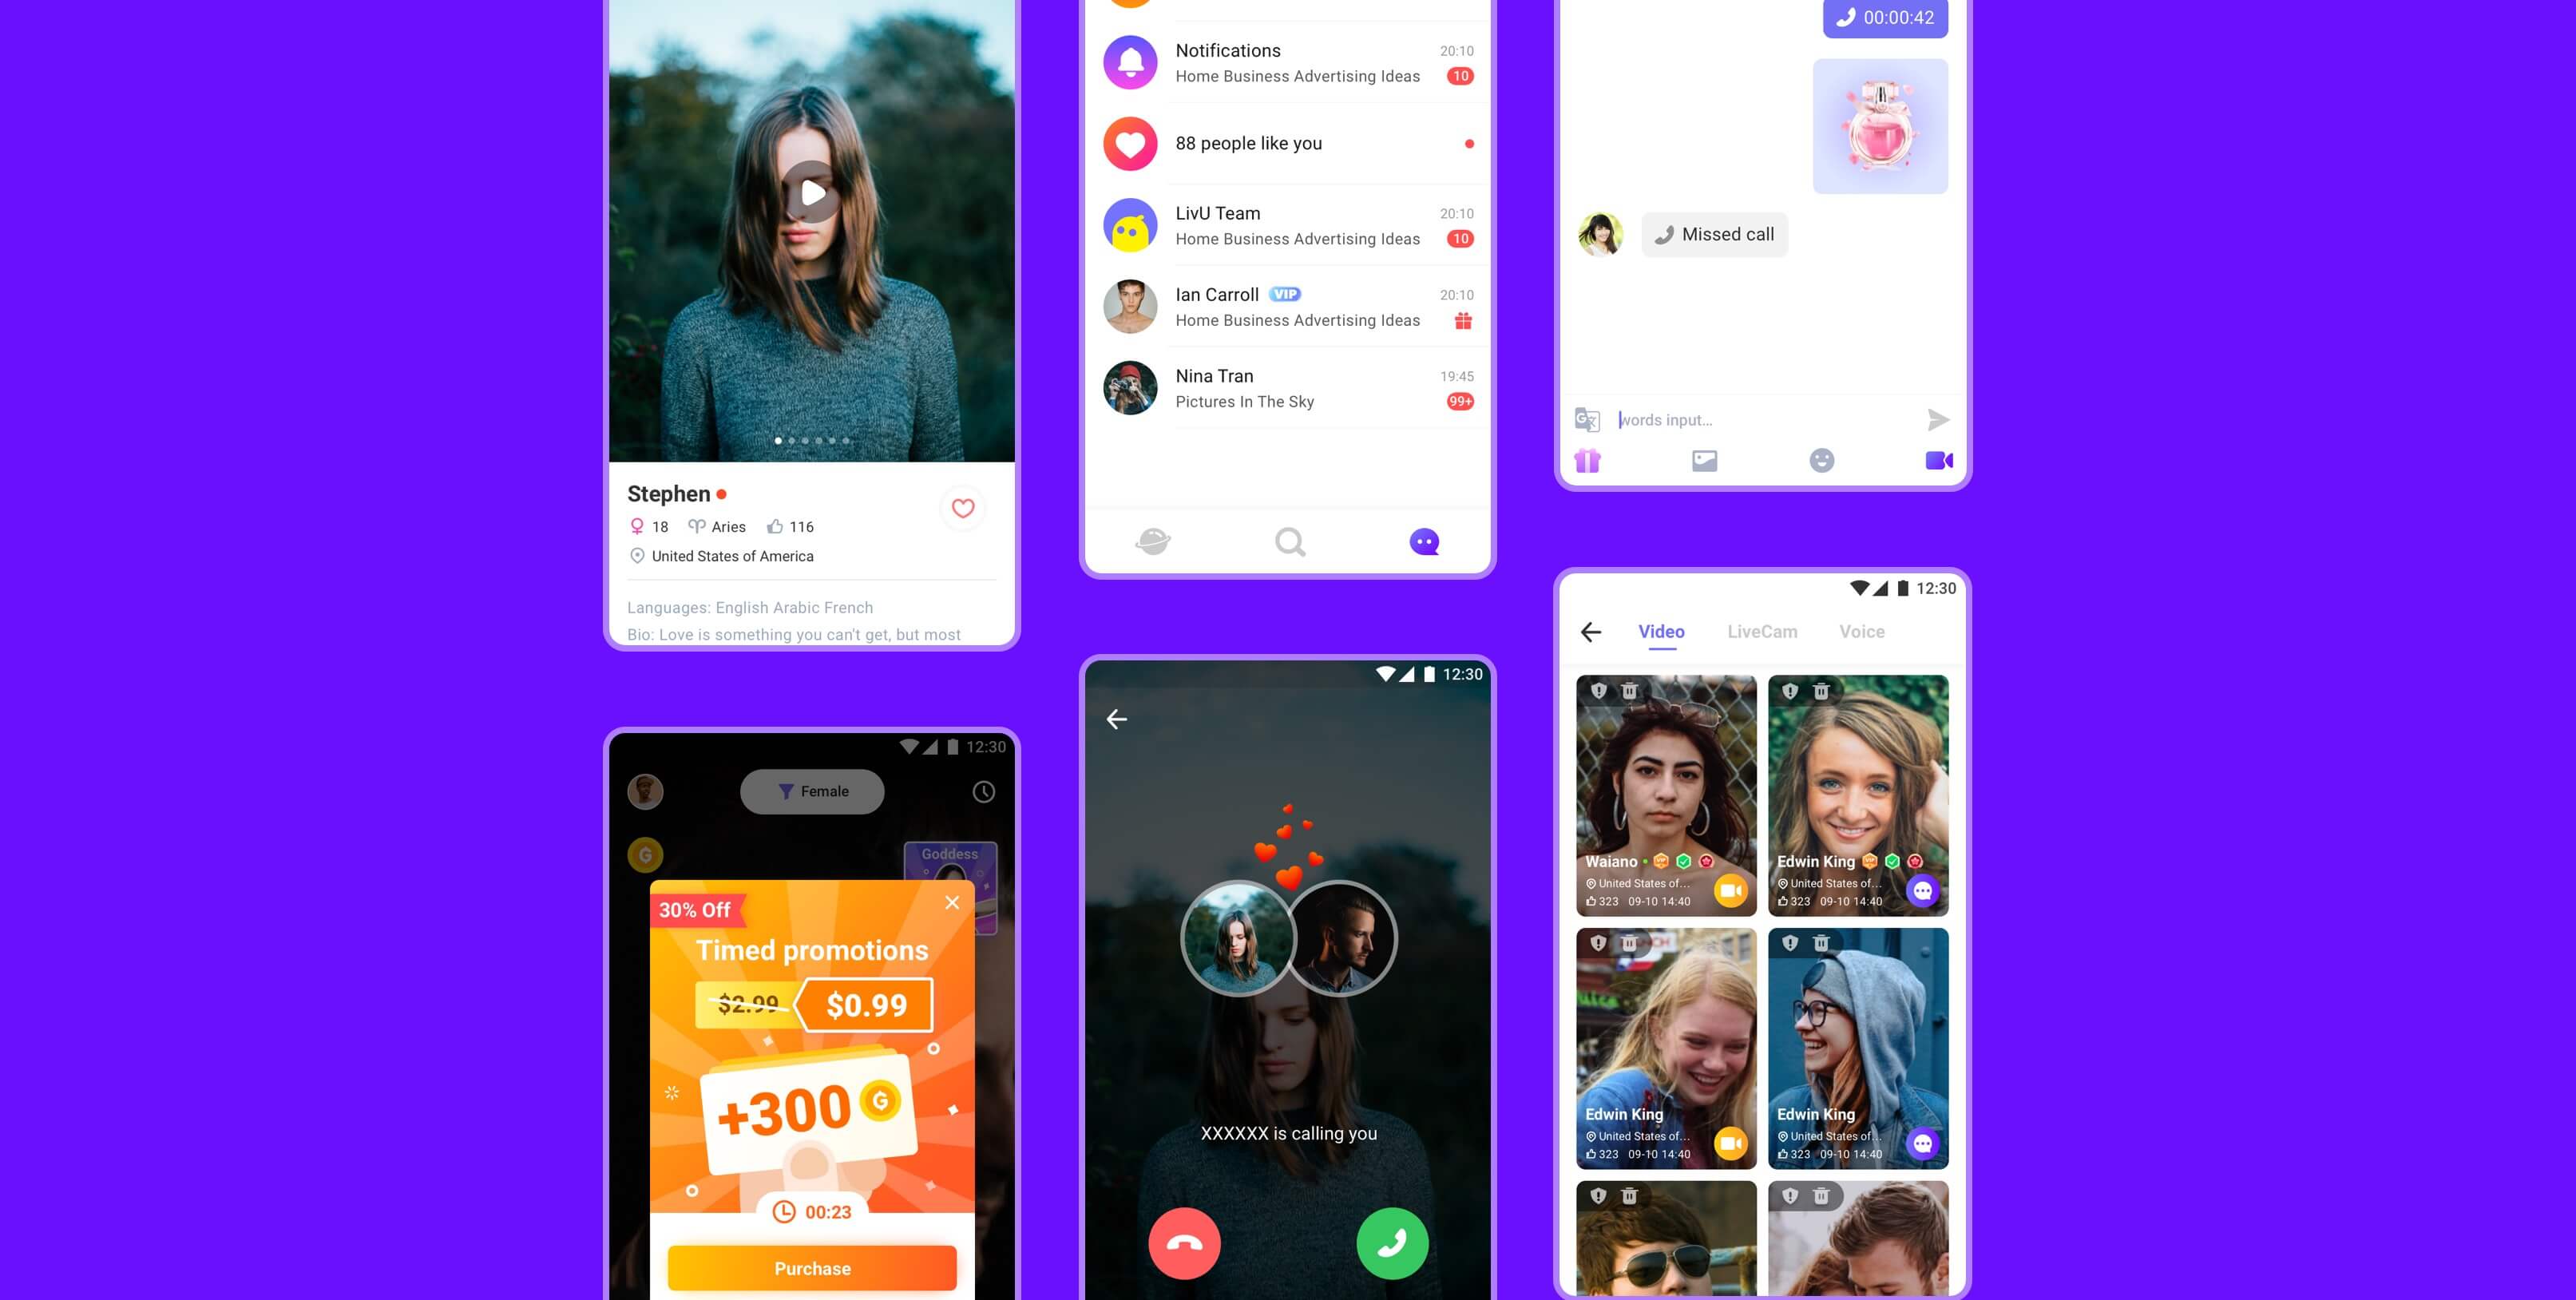 Stephen
18 Aries 116
United States of America
Languages: English Arabic French
Bio: Love is something you can't get, but most
12:30
Female
Goddess
30% Off
Timed promotions
$2.99
$0.99
+300
00:23
Purchase
Notifications 20:10
Home Business Advertising Ideas 10
88 people like you
LivU Team 20:10
Home Business Advertising Ideas 10
Ian Carroll VIP 20:10
Home Business Advertising Ideas
Nina Tran 19:45
Pictures In The Sky 99+
12:30
XXXXXX is calling you
00:00:42
Missed call
words input...
12:30
Video LiveCam Voice
Waiano
United States of...
323 09-10 14:40
Edwin King
United States of...
323 09-10 14:40
Edwin King
United States of...
323 09-10 14:40
Edwin King
United States of...
323 09-10 14:40